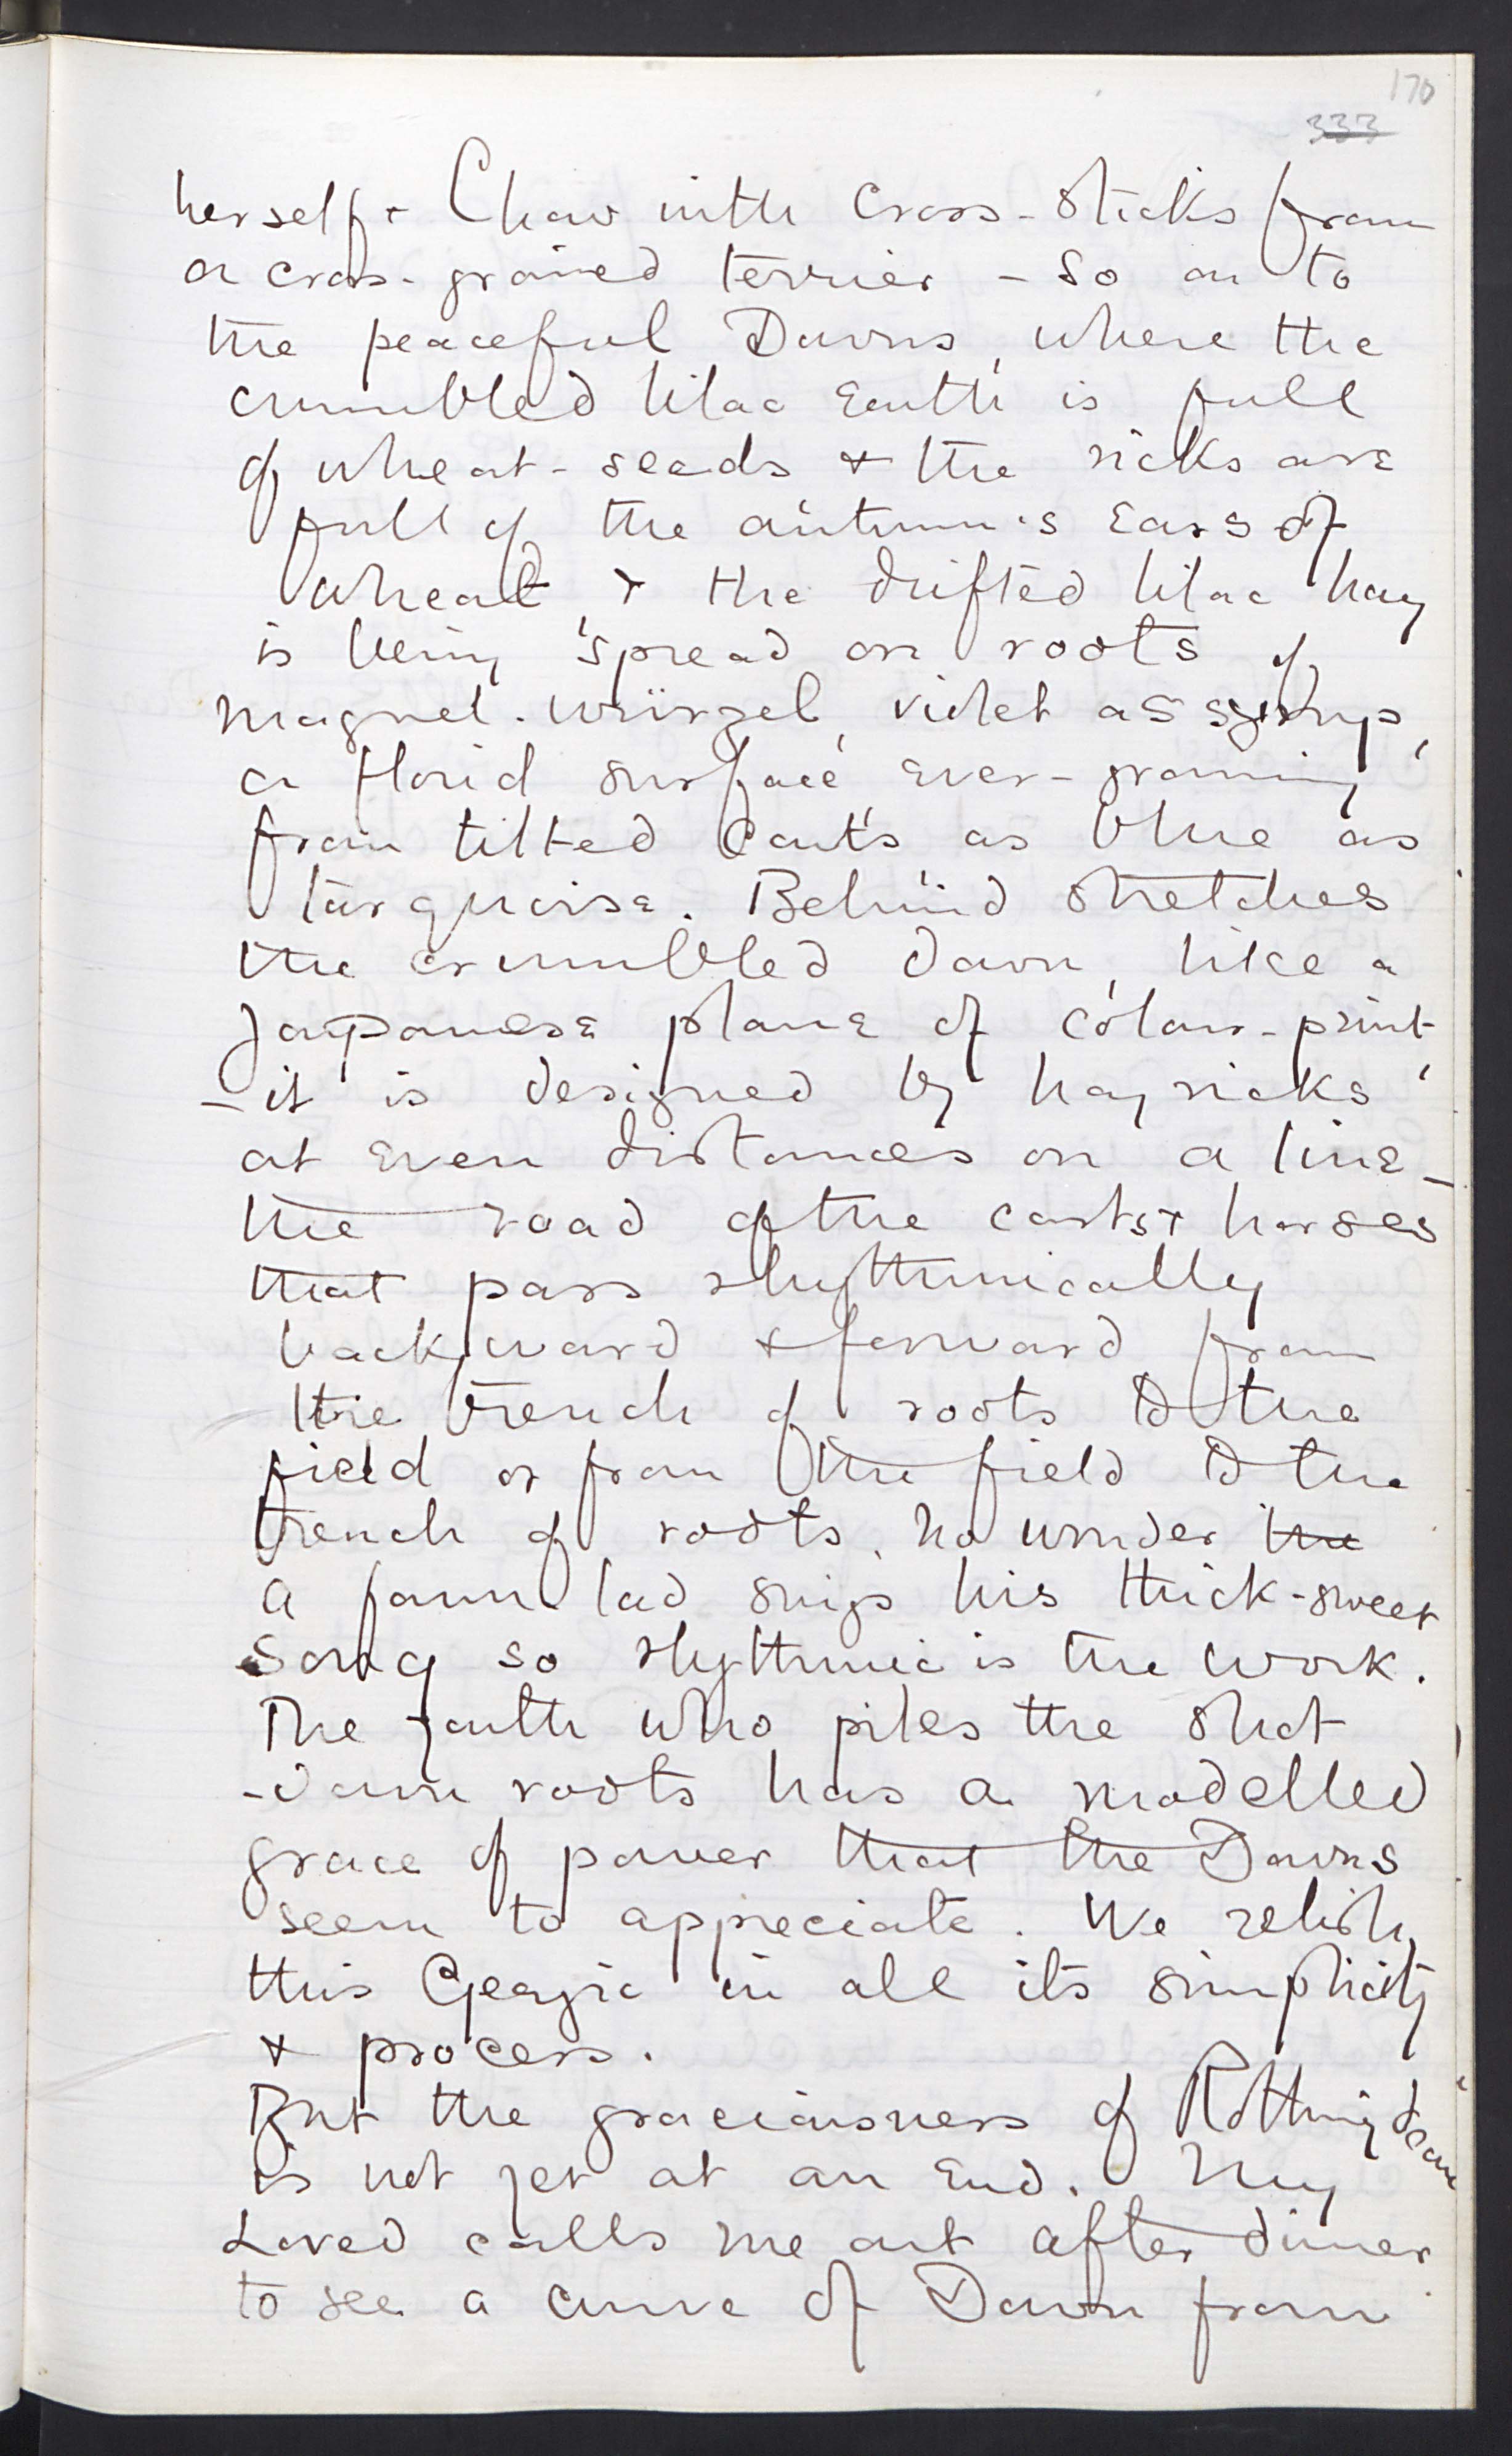 170
333
herself & Chow with cross-sticks from
a cross-grained terrier – So on to
the peaceful Downs, where the
crumbled lilac Earth is full
of wheat-seeds & the ricks are
full of the autumn's Ears of
wheat, & the drifted lilac hay
is being spread on roots of
magnel-würzel, violet as syrup,
a florid surface, ever-
from tilted carts as blue as
turquoise. Behind stretches
the crumbled down, like a
Japanese plane of colour-print
– it is designed by hayricks
at even distances on a line –
the road of the carts & horses
that pass rhythmically
backward & forward from
the trench of roots to the
field or from the field to the
trench of roots. No wonder the
a farm lad sings his thick-sweet
Song so rhythmic is the work.
The youth who piles the shot
-down roots has a modelled
grace of power that the Downs
seem to appreciate. We relish
this Georgic in all its simplicity
& process.
But the graciousness of Rottingdean
is not yet at an End. My
Loved calls me out after dinner
to see a curve of Down from